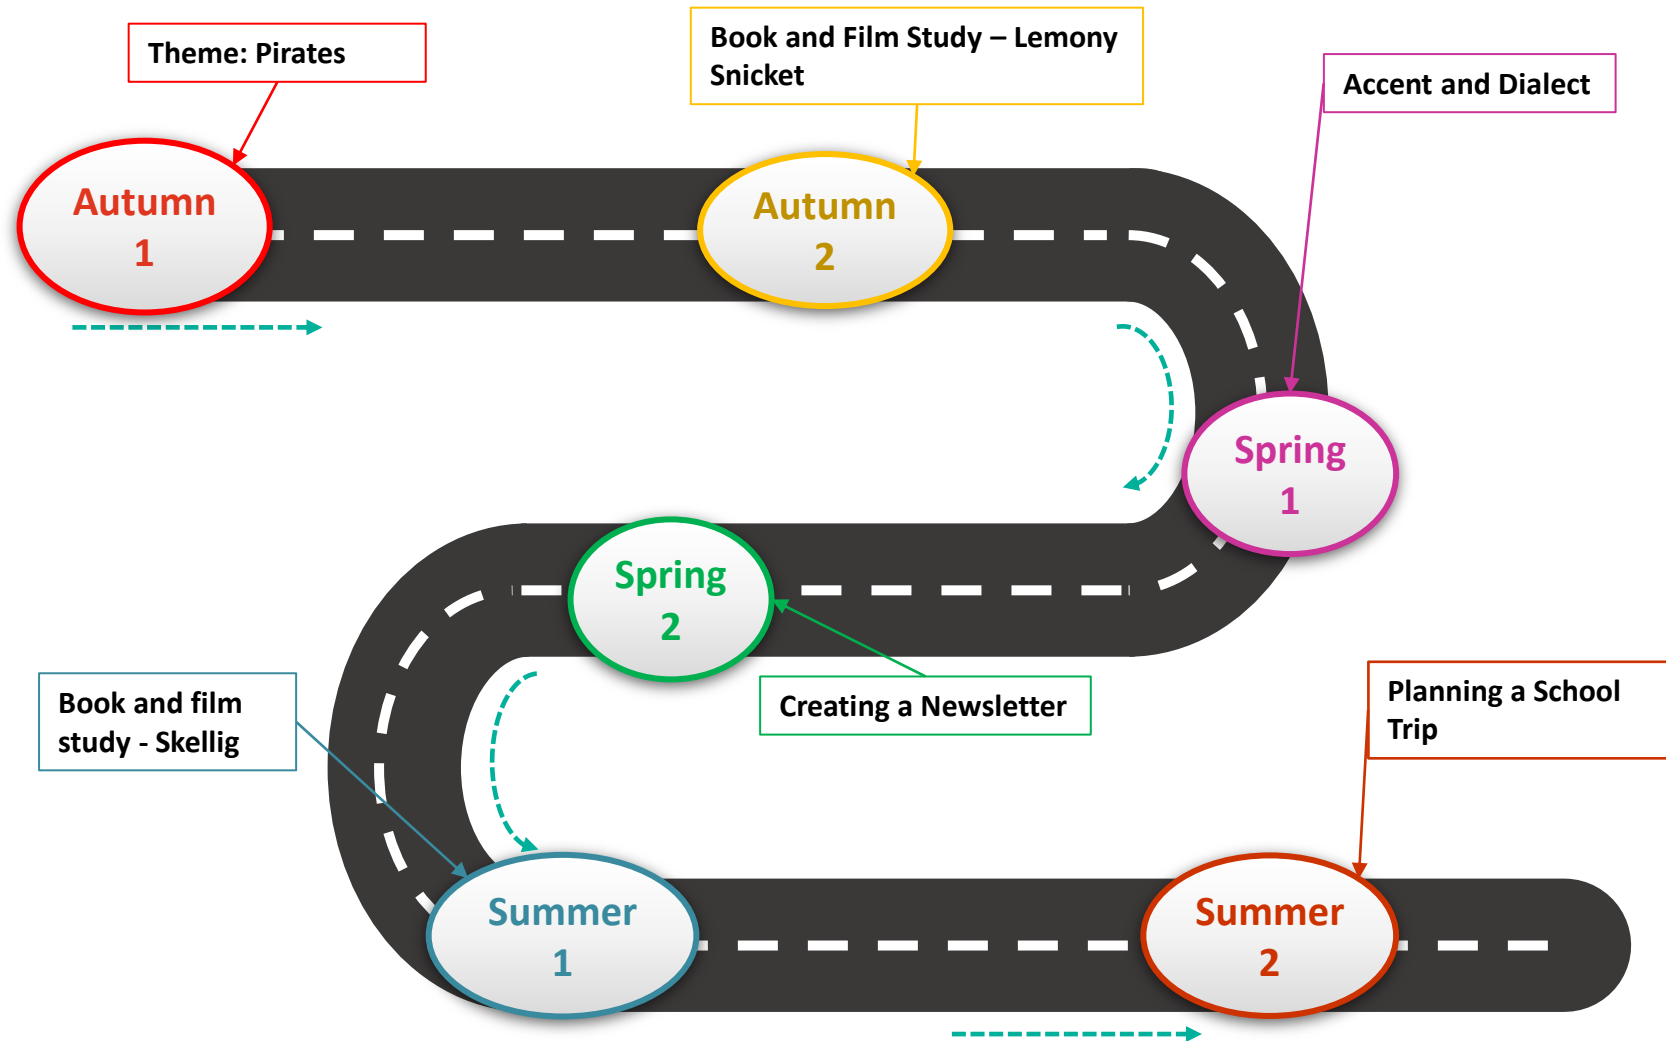 Theme: Pirates
Autumn
1
Book and Film Study – Lemony
Snicket
Autumn
2
Accent and Dialect
Spring
1
Spring
2
Creating a Newsletter
Book and film
study - Skellig
Summer
1
Planning a School
Trip
Summer
2